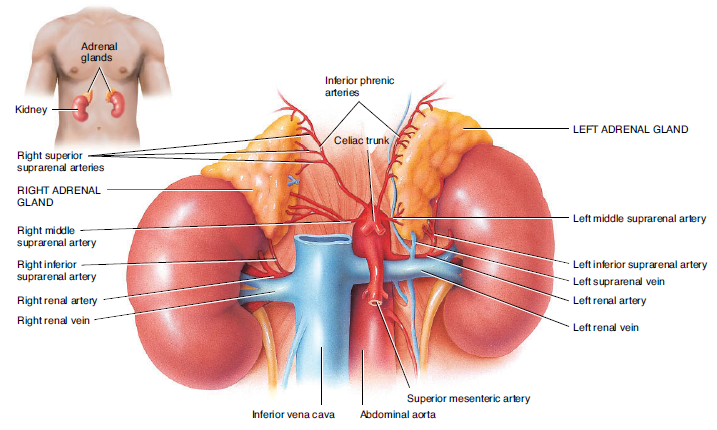 Adrenal
glands
Kidney
Inferior phrenic
arteries
Celiac trunk
LEFT ADRENAL GLAND
Right superior
suprarenal arteries
RIGHT ADRENAL
GLAND
Right middle
suprarenal artery
Left middle suprarenal artery
Right inferior
suprarenal artery
Left inferior suprarenal artery
Left suprarenal vein
Right renal artery
Left renal artery
Right renal vein
Left renal vein
Superior mesenteric artery
Inferior vena cava
Abdominal aorta